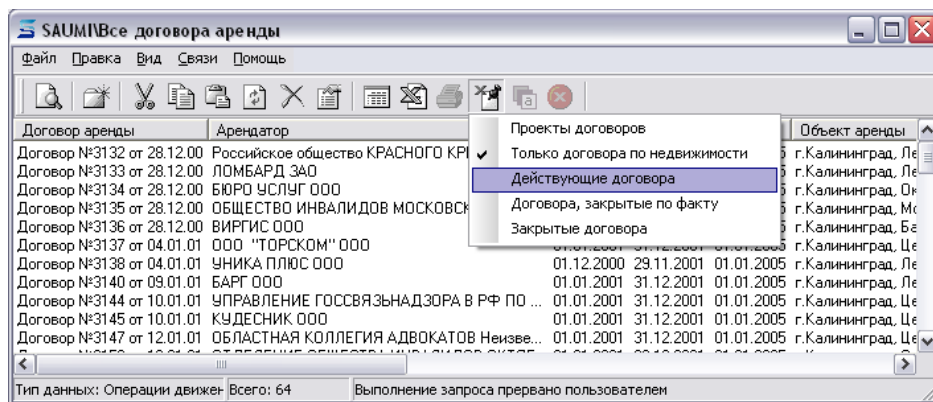 SAUMI\Все договора аренды
Файл Правка Вид Связи Помощь
Договор аренды Арендатор Объект аренды
Проекты договоров
Только договора по недвижимости
Действующие договора
Договора, закрытые по факту
Закрытые договора
Договор №3132 от 28.12.00 Российское общество КРАСНОГО г.Калининград, Ле
Договор №3133 от 28.12.00 ЛОМБАРД ЗАО г.Калининград, Ле
Договор №3134 от 28.12.00 БЮРО УСЛУГ ООО г.Калининград, Ок
Договор №3135 от 28.12.00 ОБЩЕСТВО ИНВАЛИДОВ г.Калининград, Мо
Договор №3136 от 28.12.00 ВИРГИС ООО г.Калининград, Ба
Договор №3137 от 04.01.01 ООО "ТОРСКОМ" ООО 01.01.2001 31.12.2001 01.01.2005 г.Калининград, Це
Договор №3138 от 04.01.01 УНИКА ПЛЮС ООО 01.12.2000 29.11.2001 01.01.2005 г.Калининград, Ле
Договор №3140 от 09.01.01 БАРГ ООО 01.01.2001 31.12.2001 01.01.2005 г.Калининград, Ле
Договор №3144 от 10.01.01 УПРАВЛЕНИЕ ГОССВЯЗЬНАДЗОРА В РФ ПО ... 01.01.2001 31.12.2001 01.01.2005 г.Калининград, Це
Договор №3145 от 10.01.01 КУДЕСНИК ООО 01.01.2001 31.12.2001 01.01.2005 г.Калининград, Це
Договор №3147 от 12.01.01 ОБЛАСТНАЯ КОЛЛЕГИЯ АДВОКАТОВ Неизве... 01.01.2001 31.12.2001 01.01.2005 г.Калининград, Це
Тип данных: Операции движен Всего: 64 Выполнение запроса прервано пользователем